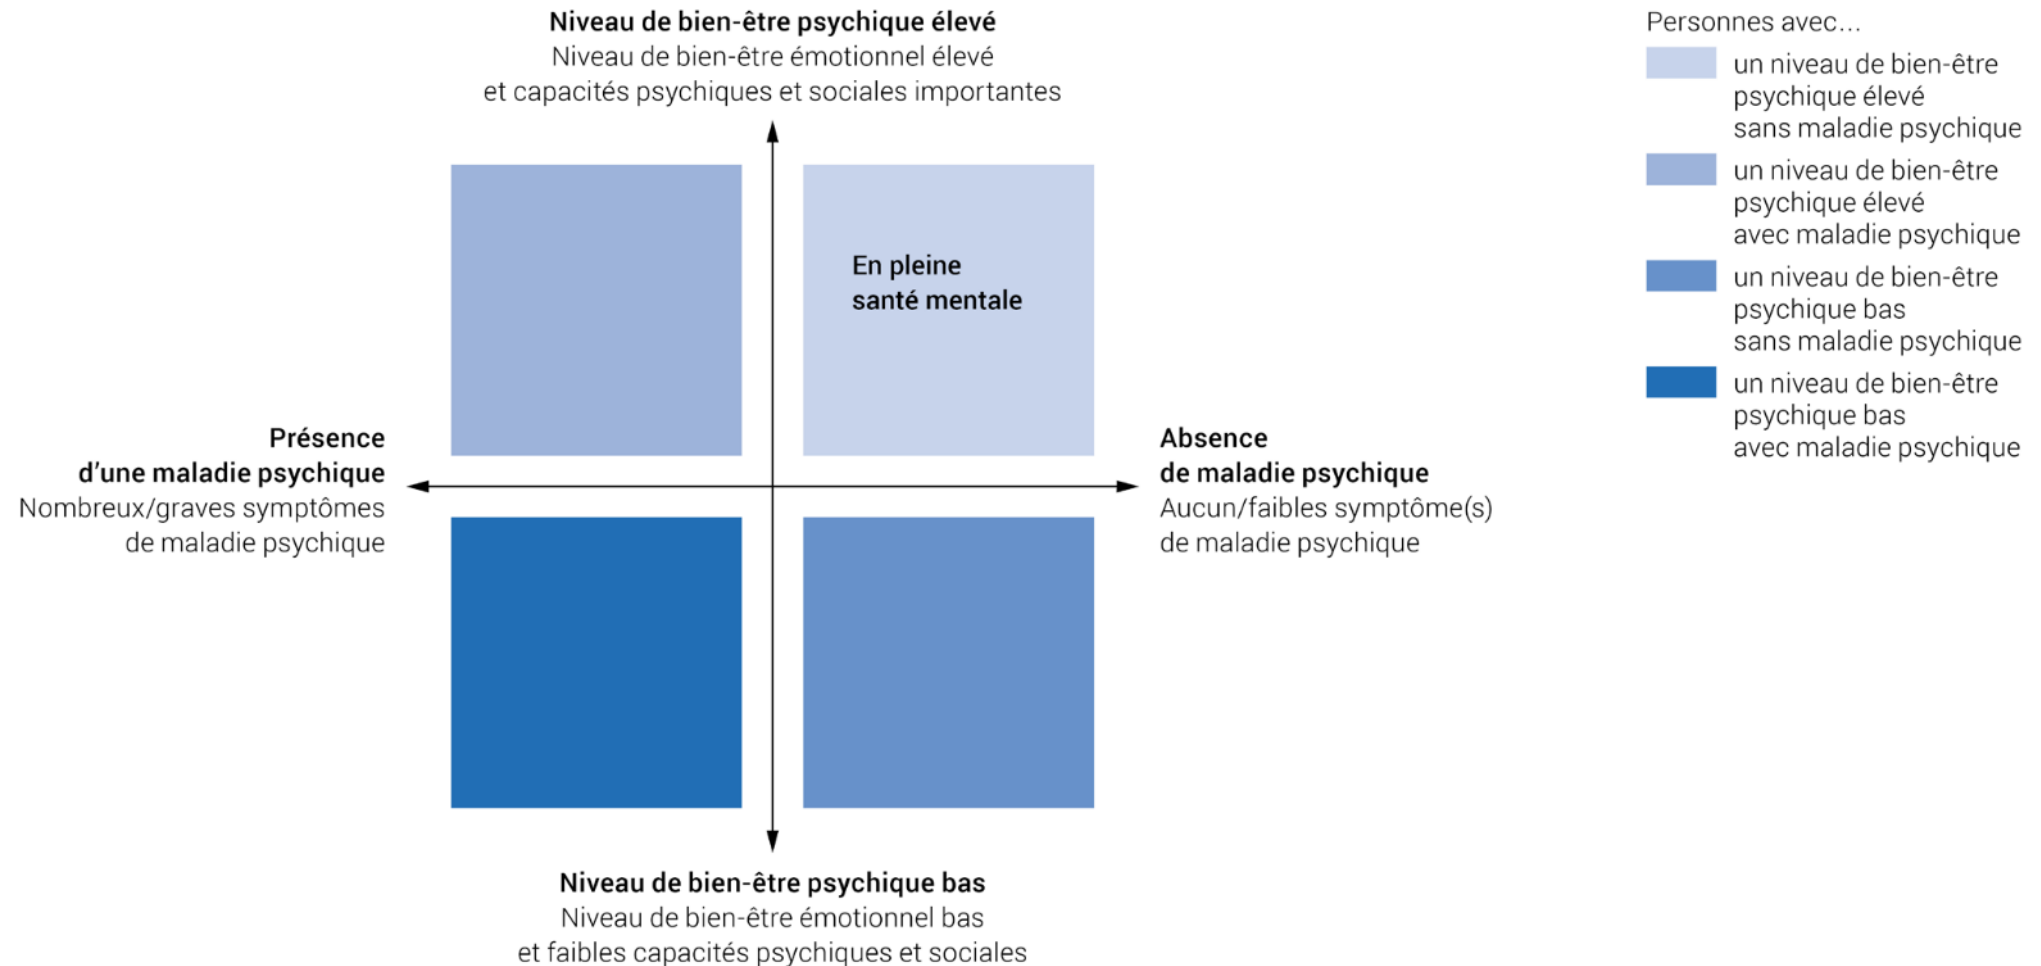 Niveau de bien-être psychique élevé
Niveau de bien-être émotionnel élevé
et capacités psychiques et sociales importantes
En pleine
santé mentale
Présence
d’une maladie psychique
Nombreux/graves symptômes
de maladie psychique
Absence
de maladie psychique
Aucun/faibles symptôme(s)
de maladie psychique
Niveau de bien-être psychique bas
Niveau de bien-être émotionnel bas
et faibles capacités psychiques et sociales
Personnes avec...
un niveau de bien-être
psychique élevé
sans maladie psychique
un niveau de bien-être
psychique élevé
avec maladie psychique
un niveau de bien-être
psychique bas
sans maladie psychique
un niveau de bien-être
psychique bas
avec maladie psychique